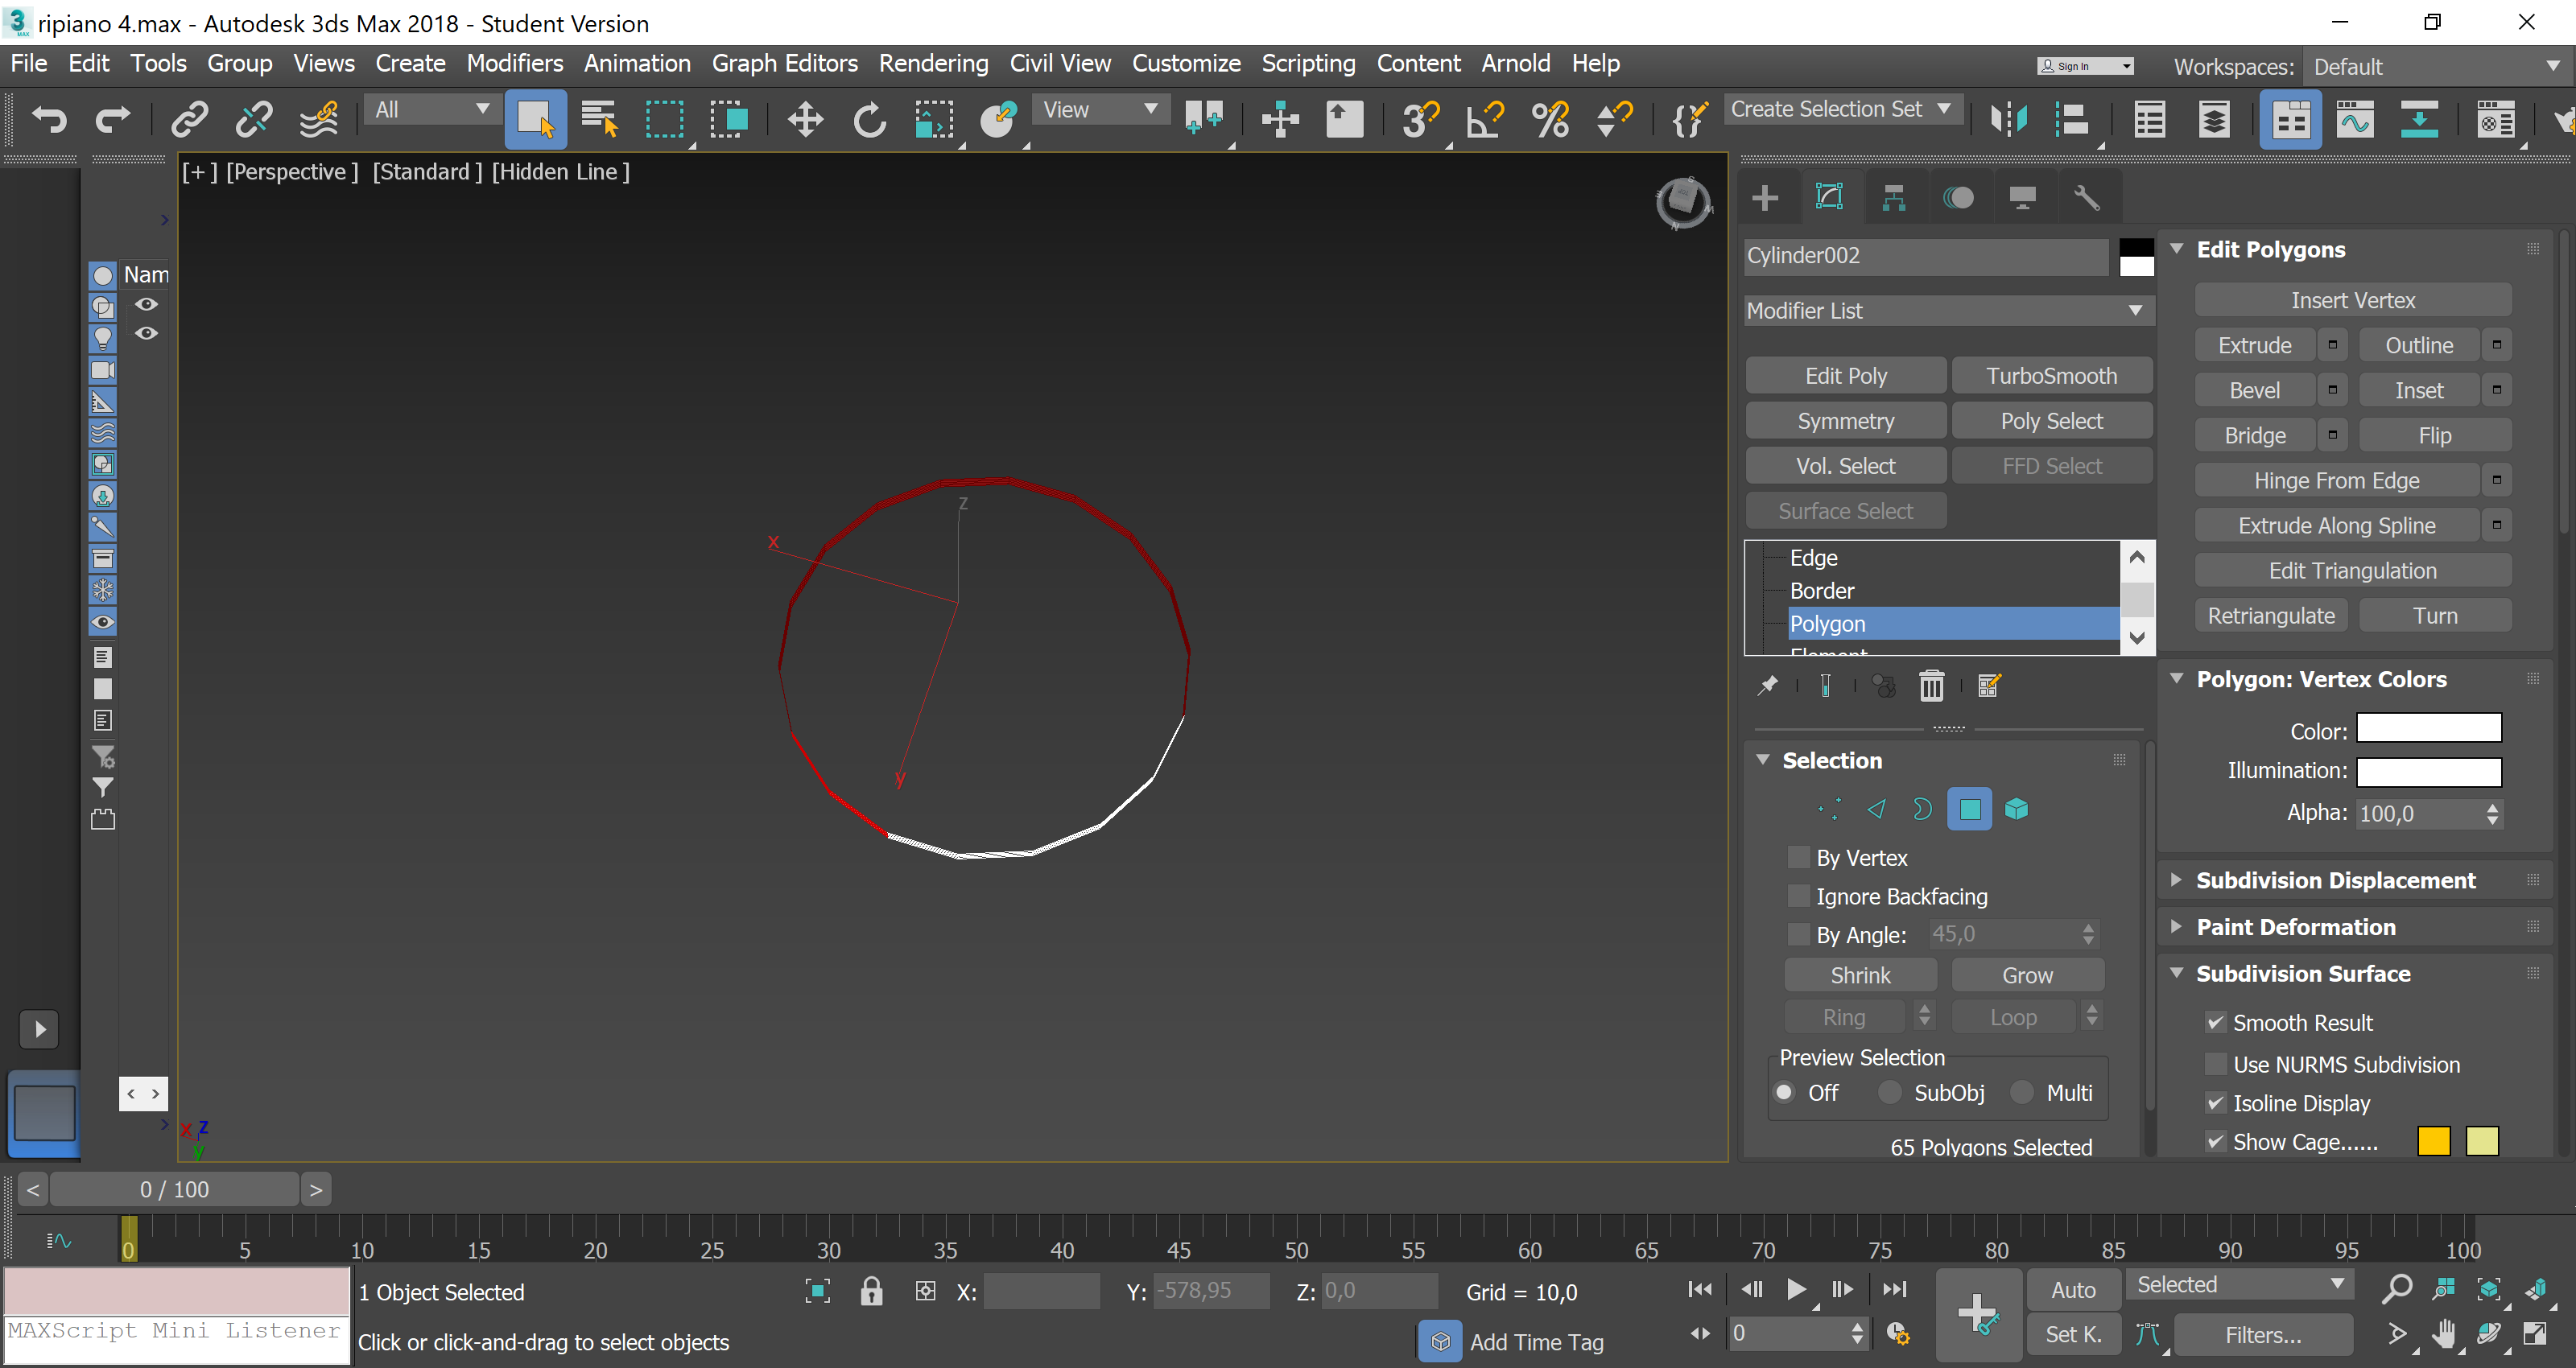 ripiano 4.max - Autodesk 3ds Max 2018 - Student Version
File Edit Tools Group Views Create Modifiers Animation Graph Editors Rendering Civil View Customize Scripting Content Arnold Help
Sign In
Workspaces: Default
All
View
Create Selection Set
[+] [Perspective] [Standard] [Hidden Line]
Nam
x
z
y
x z
y
Cylinder002
Modifier List
Edit Poly TurboSmooth
Symmetry Poly Select
Vol. Select FFD Select
Surface Select
Edge
Border
Polygon
Element
Selection
By Vertex
Ignore Backfacing
By Angle: 45,0
Shrink Grow
Ring Loop
Preview Selection
Off SubObj Multi
65 Polygons Selected
Edit Polygons
Insert Vertex
Extrude Outline
Bevel Inset
Bridge Flip
Hinge From Edge
Extrude Along Spline
Edit Triangulation
Retriangulate Turn
Polygon: Vertex Colors
Color:
Illumination:
Alpha: 100,0
Subdivision Displacement
Paint Deformation
Subdivision Surface
Smooth Result
Use NURMS Subdivision
Isoline Display
Show Cage......
< 0 / 100 >
0 5 10 15 20 25 30 35 40 45 50 55 60 65 70 75 80 85 90 95 100
1 Object Selected
X: Y: -578,95 Z: 0,0 Grid = 10,0
Auto Selected
MAXScript Mini Listener
Click or click-and-drag to select objects
Add Time Tag
0
Set K. Filters...